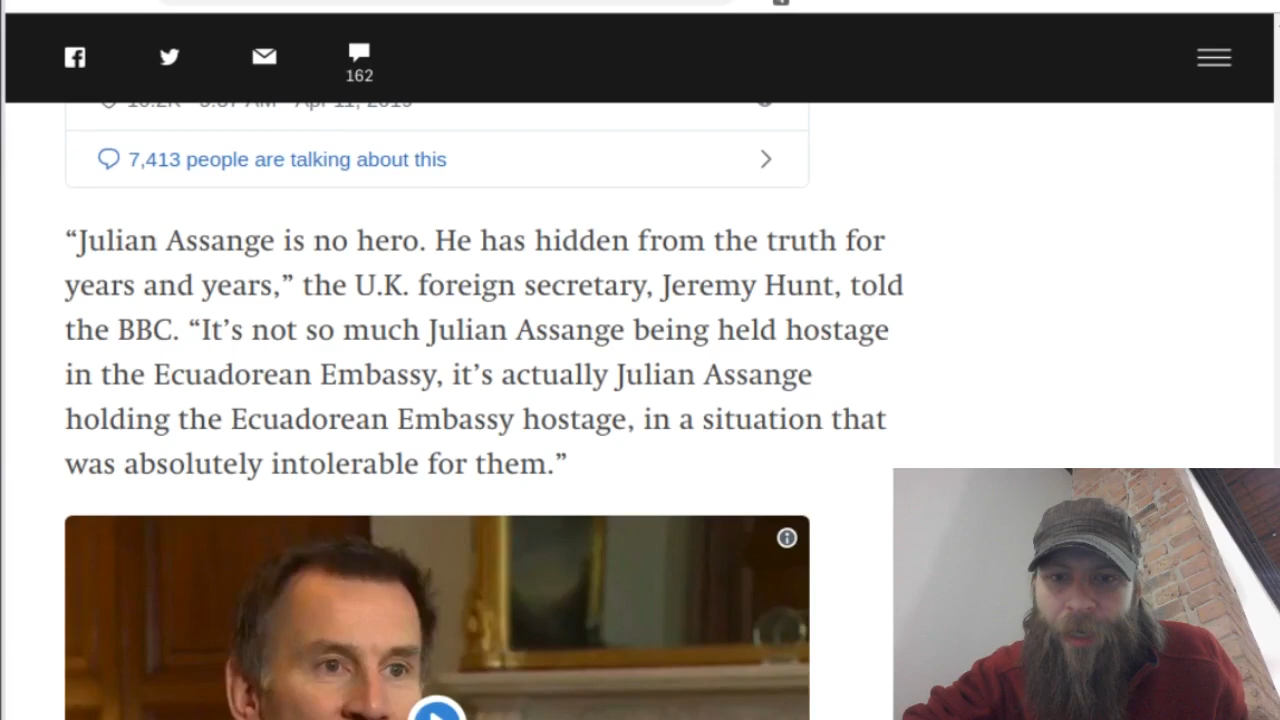 162
7,413 people are talking about this
“Julian Assange is no hero. He has hidden from the truth for
years and years,” the U.K. foreign secretary, Jeremy Hunt, told
the BBC. “It’s not so much Julian Assange being held hostage
in the Ecuadorean Embassy, it’s actually Julian Assange
holding the Ecuadorean Embassy hostage, in a situation that
was absolutely intolerable for them.”